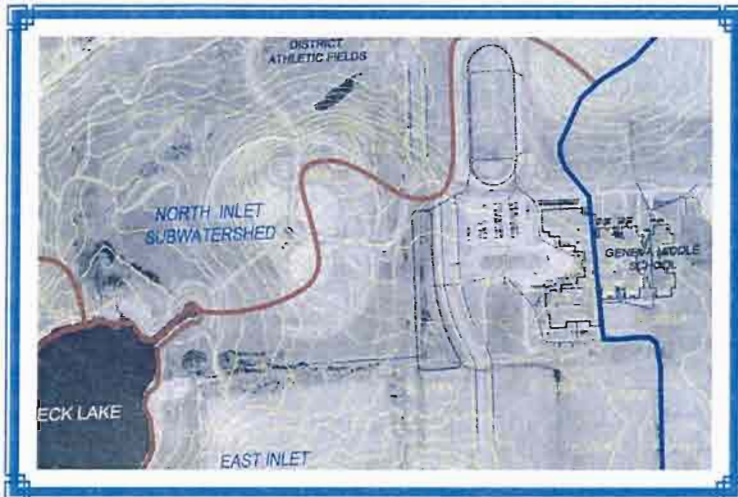 DISTRICT
ATHLETIC FIELDS
NORTH INLET
SUBWATERSHED
GENEVA MIDDLE
SCHOOL
ECK LAKE
EAST INLET